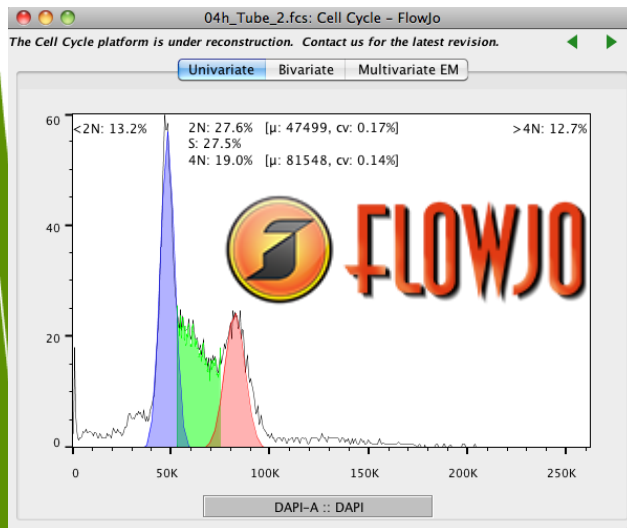 04h_Tube_2.fcs: Cell Cycle – FlowJo
The Cell Cycle platform is under reconstruction.  Contact us for the latest revision.
Univariate Bivariate Multivariate EM
60
<2N: 13.2%
2N: 27.6% [μ: 47499, cv: 0.17%]
>4N: 12.7%
S: 27.5%
4N: 19.0% [μ: 81548, cv: 0.14%]
FLOWJO
40
20
0
0 50K 100K 150K 200K 250K
DAPI-A :: DAPI